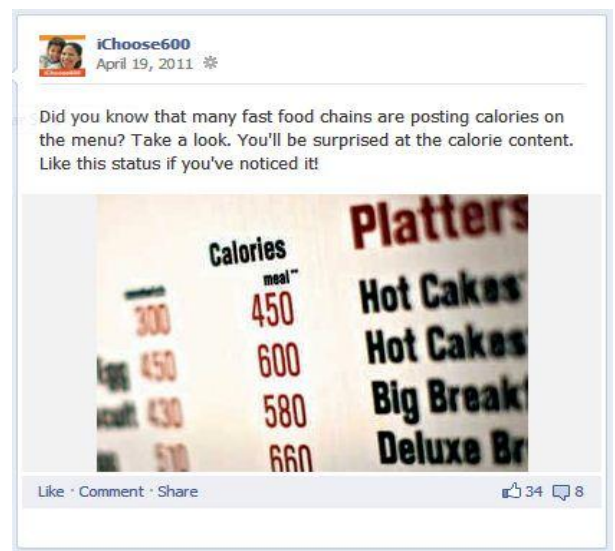 iChoose600
April 19, 2011
Did you know that many fast food chains are posting calories on
the menu? Take a look. You'll be surprised at the calorie content.
Like this status if you've noticed it!
Platters
Calories
meal
300 450 Hot Cakes
450 600 Hot Cakes
430 580 Big Break
510 660 Deluxe Br
Like · Comment · Share
34 8